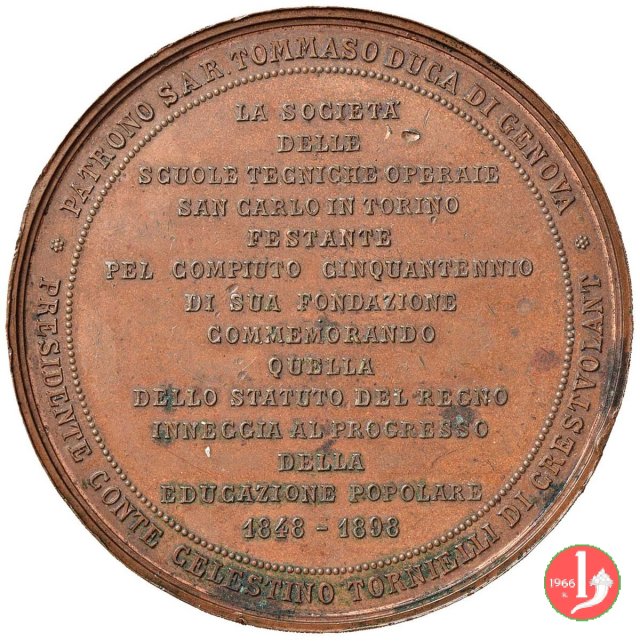 PATRONO S.A.R. TOMMASO DUCA DI GENOVA
LA SOCIETÀ
DELLE
SCUOLE TECNICHE OPERAIE
SAN CARLO IN TORINO
FESTANTE
PEL COMPIUTO CINQUANTENNIO
DI SUA FONDAZIONE
COMMEMORANDO
QUELLA
DELLO STATUTO DEL REGNO
INNEGGIA AL PROGRESSO
DELLA
EDUCAZIONE POPOLARE
1848 - 1898
PRESIDENTE CONTE CELESTINO TORNIELLI DI CRESTVOLANT
1966